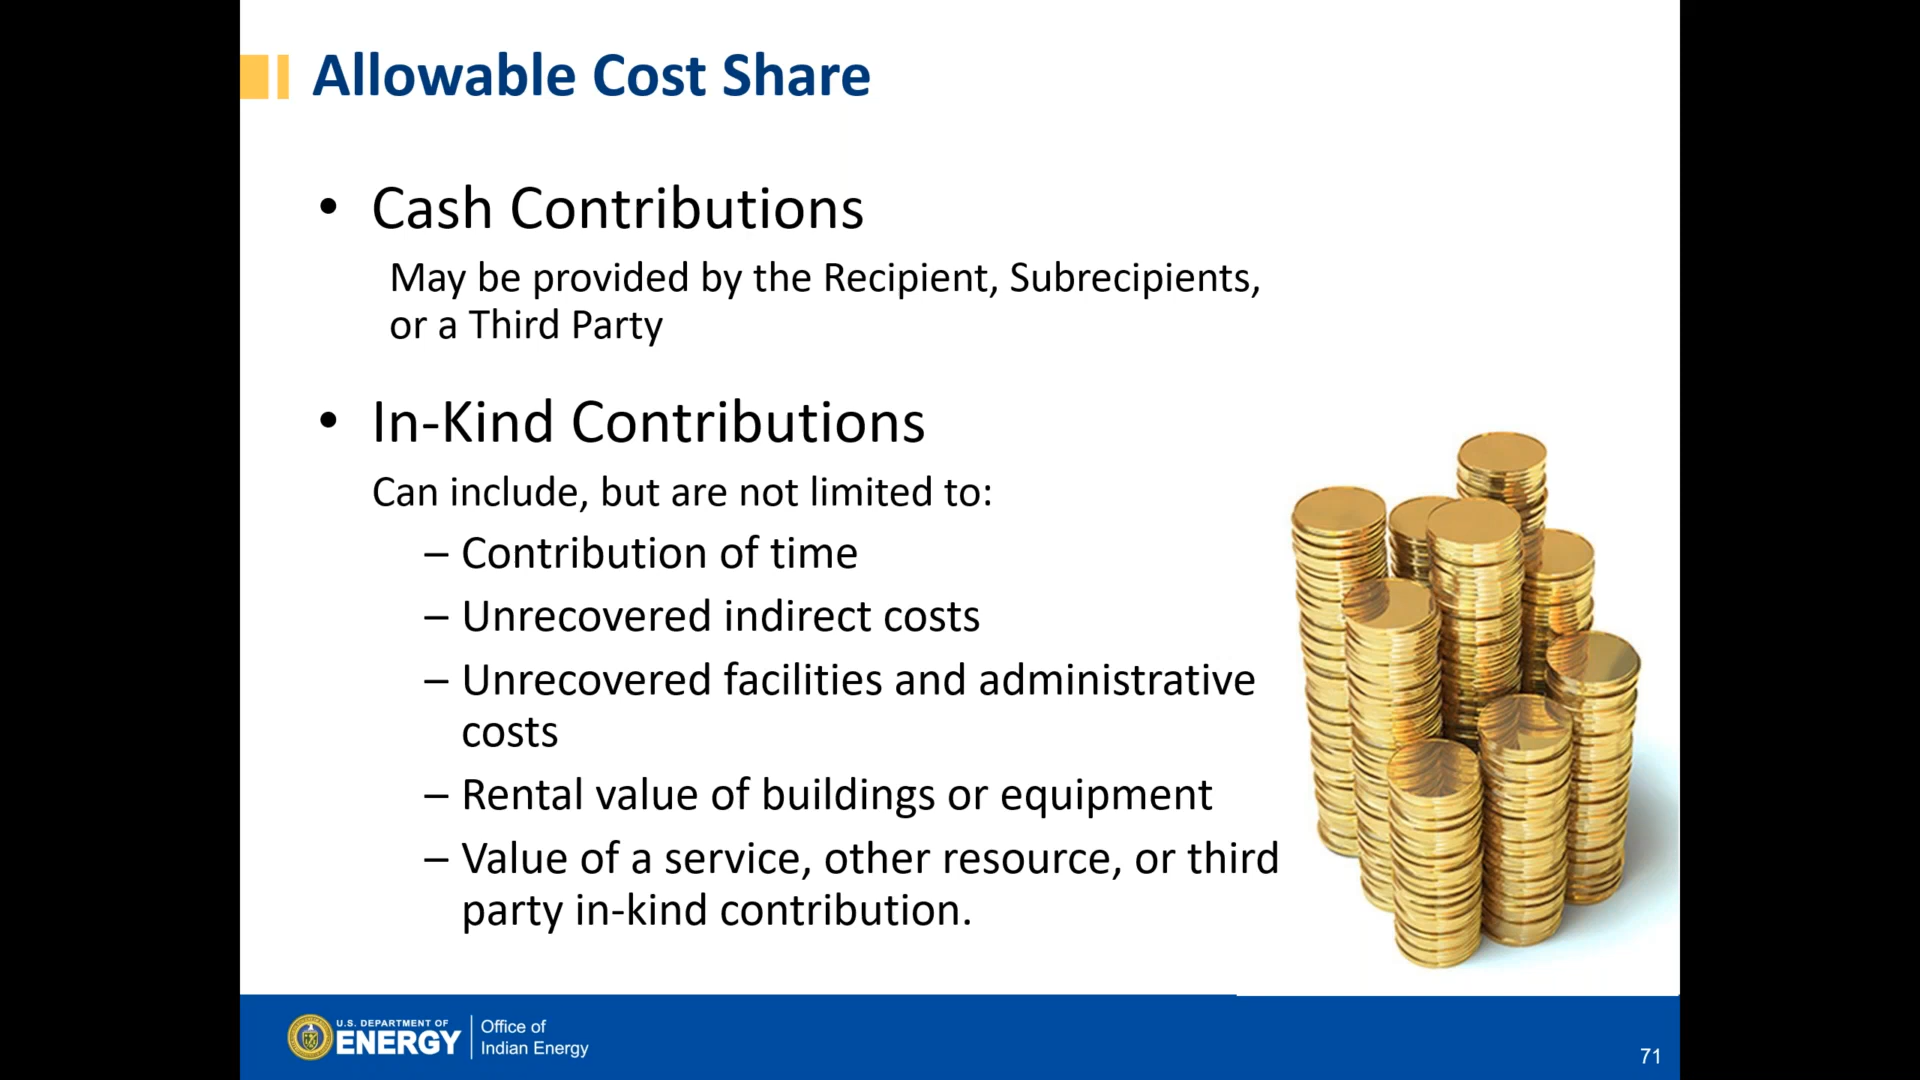 Allowable Cost Share
• Cash Contributions
May be provided by the Recipient, Subrecipients,
or a Third Party
• In-Kind Contributions
Can include, but are not limited to:
– Contribution of time
– Unrecovered indirect costs
– Unrecovered facilities and administrative
costs
– Rental value of buildings or equipment
– Value of a service, other resource, or third
party in-kind contribution.
U.S. DEPARTMENT OF
ENERGY
Office of
Indian Energy
71